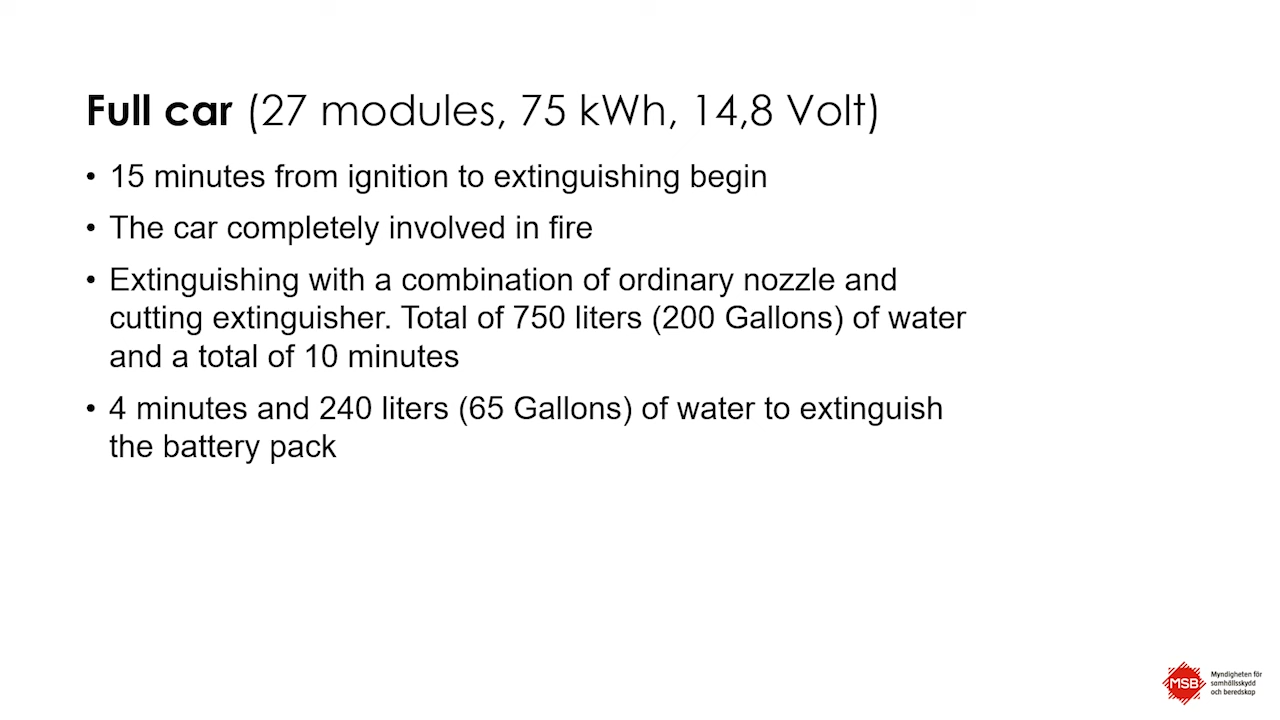 Full car (27 modules, 75 kWh, 14,8 Volt)
• 15 minutes from ignition to extinguishing begin
• The car completely involved in fire
• Extinguishing with a combination of ordinary nozzle and
cutting extinguisher. Total of 750 liters (200 Gallons) of water
and a total of 10 minutes
• 4 minutes and 240 liters (65 Gallons) of water to extinguish
the battery pack
MSB
Myndigheten för
samhällsskydd
och beredskap